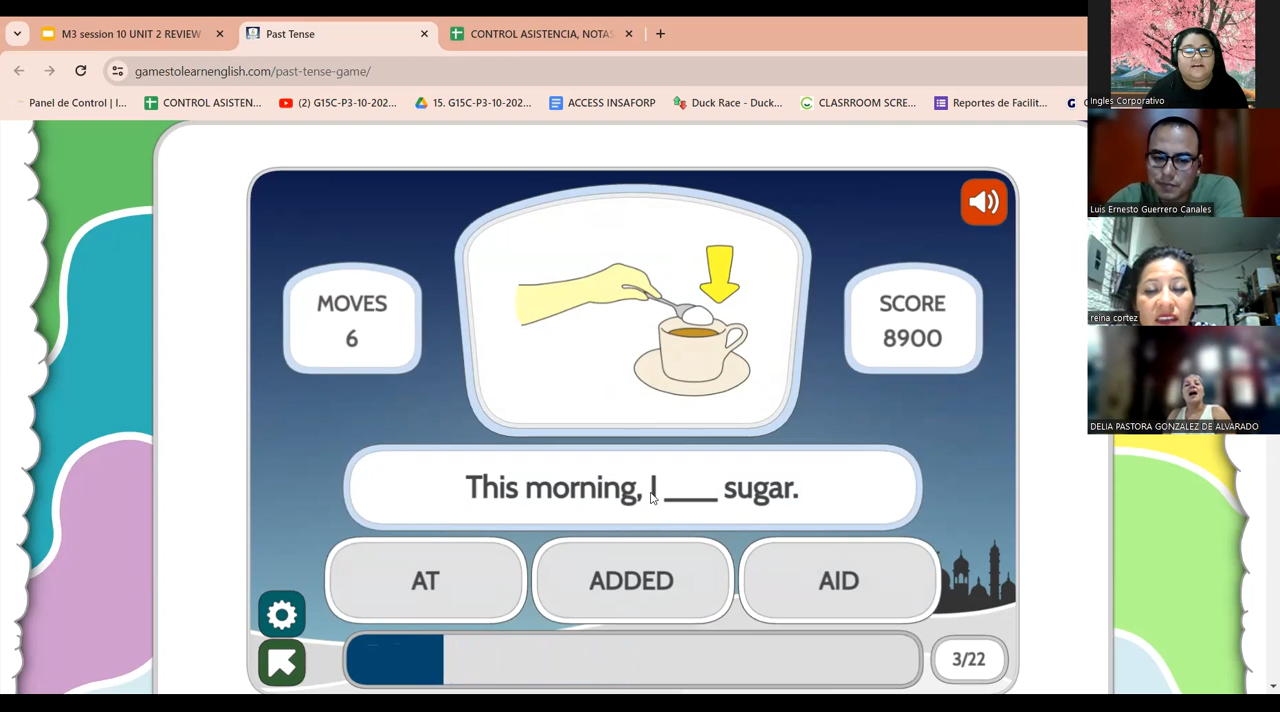 M3 session 10 UNIT 2 REVIEW
Past Tense
CONTROL ASISTENCIA, NOTAS
gamestolearnenglish.com/past-tense-game/
Panel de Control | I...
CONTROL ASISTEN...
(2) G15C-P3-10-202...
15. G15C-P3-10-202...
ACCESS INSAFORP
Duck Race - Duck...
CLASRROOM SCRE...
Reportes de Facilit...
Ingles Corporativo
Luis Ernesto Guerrero Canales
reina cortez
DELIA PASTORA GONZALEZ DE ALVARADO
MOVES
6
SCORE
8900
This morning, I ____ sugar.
AT
ADDED
AID
3/22